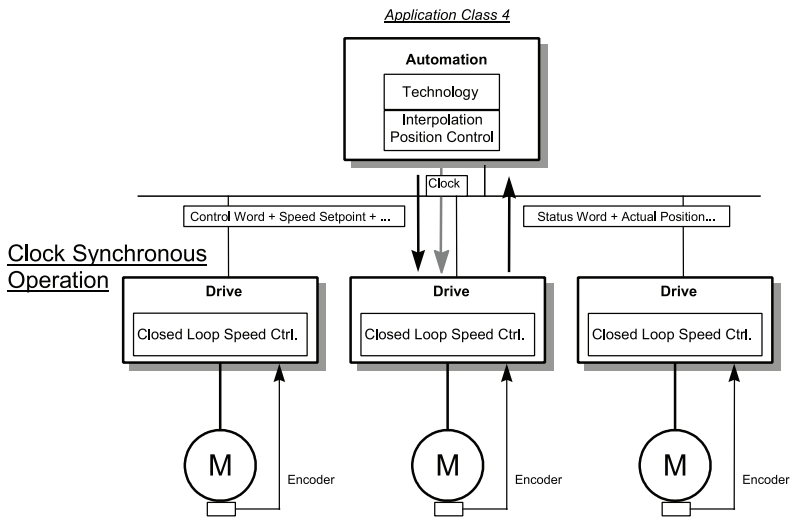 Application Class 4
Automation
Technology
Interpolation
Position Control
Clock
Control Word + Speed Setpoint + ...
Status Word + Actual Position...
Clock Synchronous
Operation
Drive
Closed Loop Speed Ctrl.
Drive
Closed Loop Speed Ctrl.
Drive
Closed Loop Speed Ctrl.
M
Encoder
M
Encoder
M
Encoder